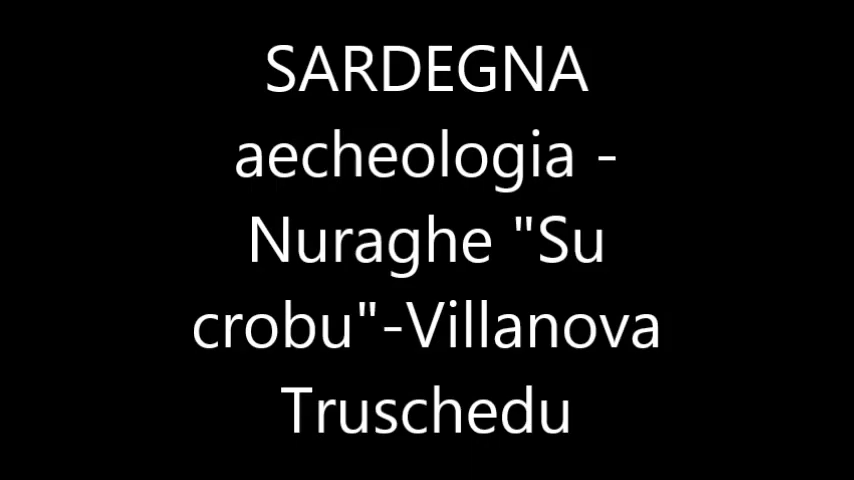 SARDEGNA
aecheologia -
Nuraghe "Su
crobu"-Villanova
Truschedu